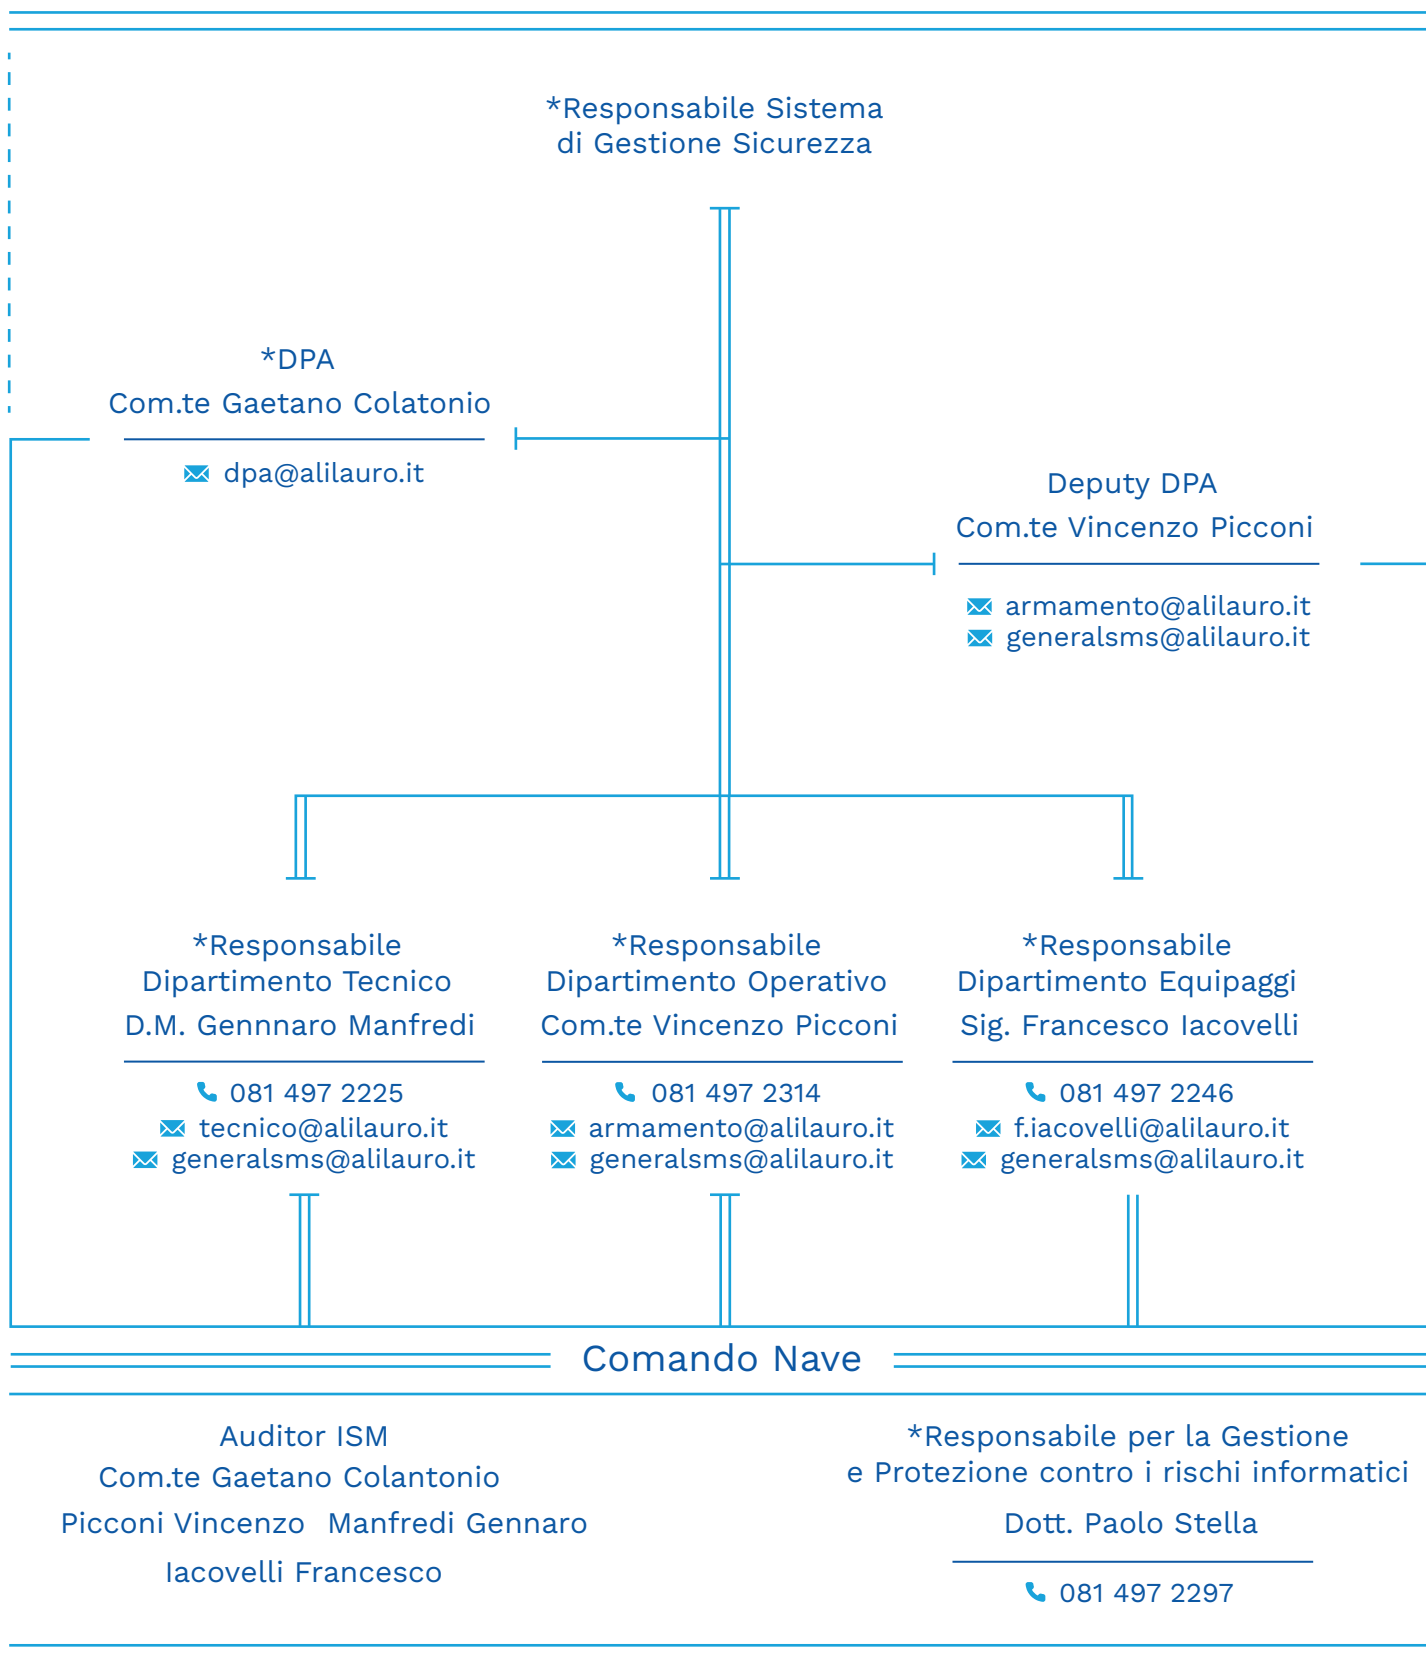 *Responsabile Sistema
di Gestione Sicurezza
*DPA
Com.te Gaetano Colatonio
dpa@alilauro.it
Deputy DPA
Com.te Vincenzo Picconi
armamento@alilauro.it
generalsms@alilauro.it
*Responsabile
Dipartimento Tecnico
D.M. Gennnaro Manfredi
081 497 2225
tecnico@alilauro.it
generalsms@alilauro.it
*Responsabile
Dipartimento Operativo
Com.te Vincenzo Picconi
081 497 2314
armamento@alilauro.it
generalsms@alilauro.it
*Responsabile
Dipartimento Equipaggi
Sig. Francesco Iacovelli
081 497 2246
f.iacovelli@alilauro.it
generalsms@alilauro.it
Comando Nave
Auditor ISM
Com.te Gaetano Colantonio
Picconi Vincenzo Manfredi Gennaro
Iacovelli Francesco
*Responsabile per la Gestione
e Protezione contro i rischi informatici
Dott. Paolo Stella
081 497 2297